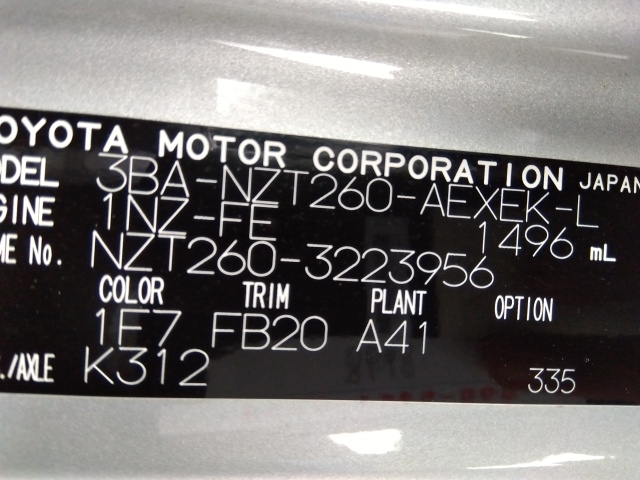 OYOTA MOTOR CORPORATION JAPAN
ODEL 3BA-NZT260-AEXEK-L
GINE 1NZ-FE 1496 mL
ME No. NZT260-3223956
COLOR TRIM PLANT OPTION
1F7 FB20 A41
./AXLE K312 335